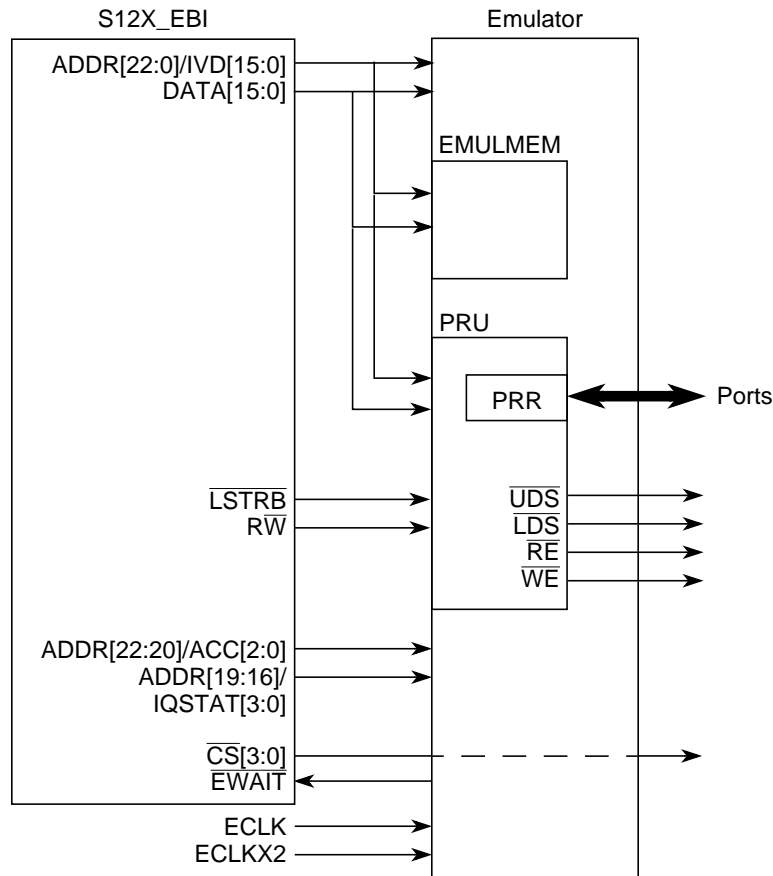 S12X_EBI
Emulator
ADDR[22:0]/IVD[15:0]
DATA[15:0]
EMULMEM
PRU
PRR
Ports
LSTRB
RW
UDS
LDS
RE
WE
ADDR[22:20]/ACC[2:0]
ADDR[19:16]/
IQSTAT[3:0]
CS[3:0]
EWAIT
ECLK
ECLKX2